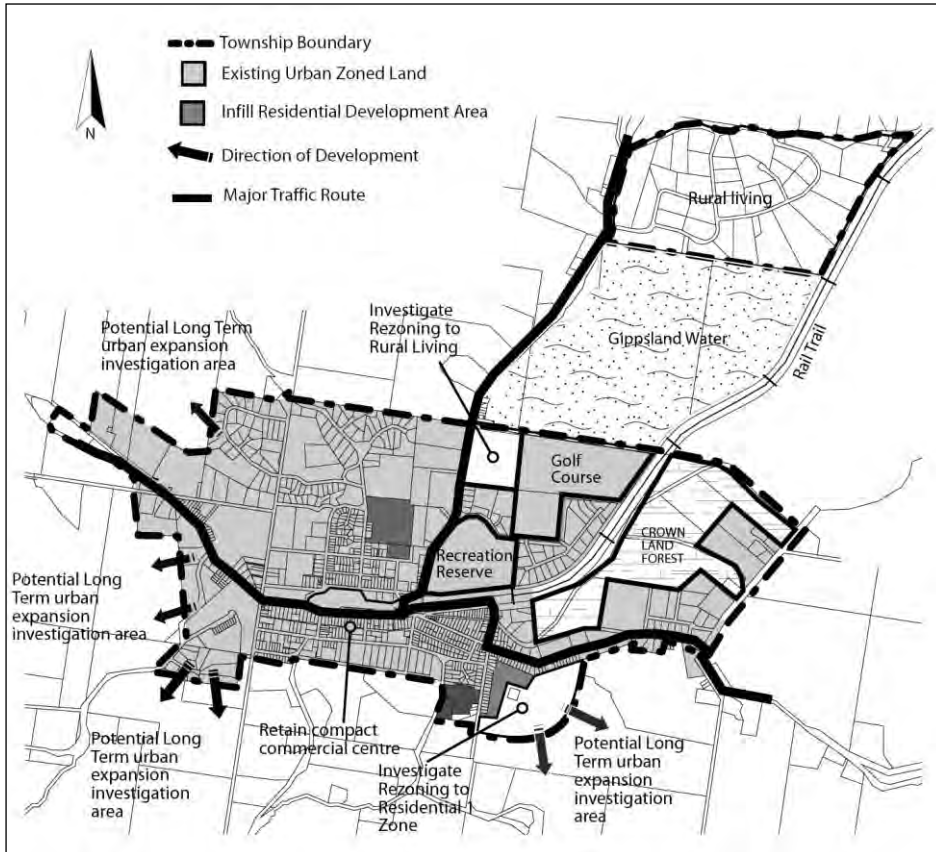 Township Boundary
Existing Urban Zoned Land
Infill Residential Development Area
N
Direction of Development
Major Traffic Route
Rural living
Investigate
Rezoning to
Rural Living
Gippsland Water
Rail Trail
Potential Long Term
urban expansion
investigation area
Golf
Course
CROWN
LAND
FOREST
Recreation
Reserve
Potential Long
Term urban
expansion
investigation area
Retain compact
commercial centre
Potential Long
Term urban
expansion
investigation
area
Investigate
Rezoning to
Residential 1
Zone
Potential Long
Term urban
expansion
investigation
area